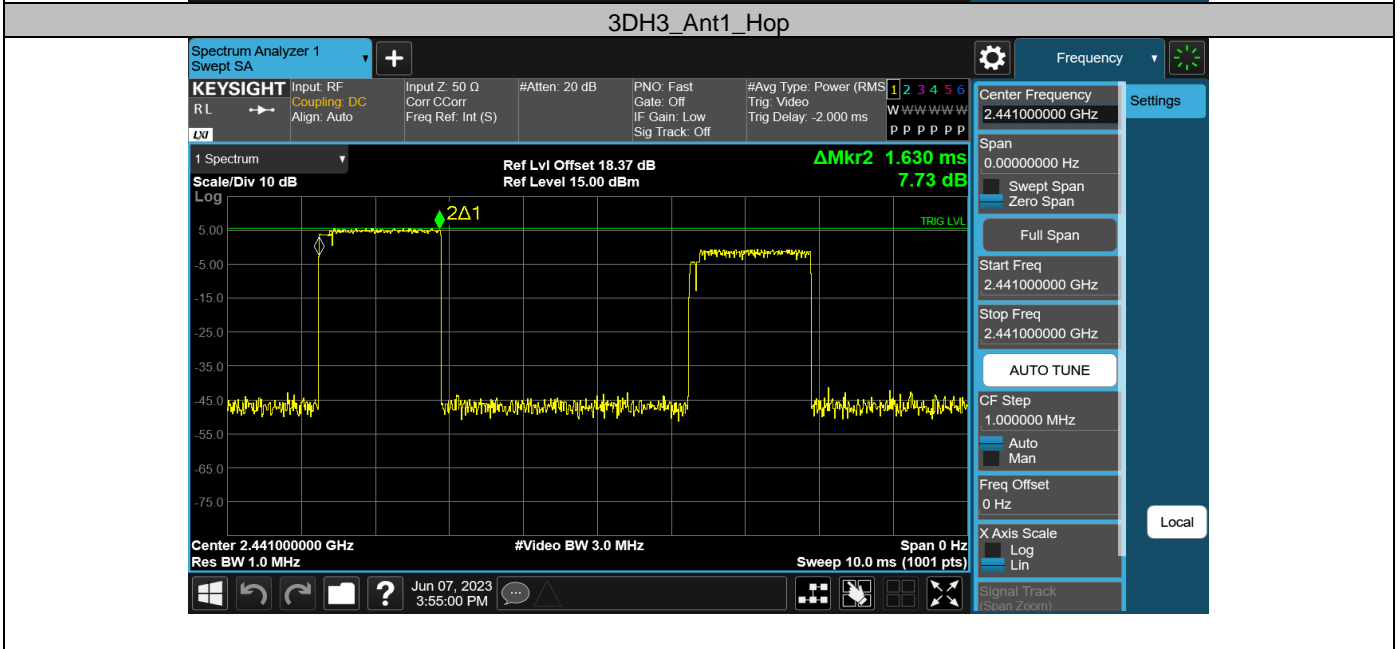 3DH3_Ant1_Hop
Spectrum Analyzer 1
Swept SA
Frequency
KEYSIGHT
RL
LXI
Input: RF
Coupling: DC
Align: Auto
Input Z: 50 Ω
Corr CCorr
Freq Ref: Int (S)
#Atten: 20 dB
PNO: Fast
Gate: Off
IF Gain: Low
Sig Track: Off
#Avg Type: Power (RMS
Trig: Video
Trig Delay: -2.000 ms
1 2 3 4 5 6
W W W W W W
P P P P P P
1 Spectrum
Scale/Div 10 dB
Log
Ref Lvl Offset 18.37 dB
Ref Level 15.00 dBm
ΔMkr2 1.630 ms
7.73 dB
2Δ1
TRIG LVL
5.00
-5.00
-15.0
-25.0
-35.0
-45.0
-55.0
-65.0
-75.0
Center 2.441000000 GHz
Res BW 1.0 MHz
#Video BW 3.0 MHz
Span 0 Hz
Sweep 10.0 ms (1001 pts)
Center Frequency
2.441000000 GHz
Settings
Span
0.00000000 Hz
Swept Span
Zero Span
Full Span
Start Freq
2.441000000 GHz
Stop Freq
2.441000000 GHz
AUTO TUNE
CF Step
1.000000 MHz
Auto
Man
Freq Offset
0 Hz
X Axis Scale
Log
Lin
Local
Signal Track
(Span Zoom)
?
Jun 07, 2023
3:55:00 PM